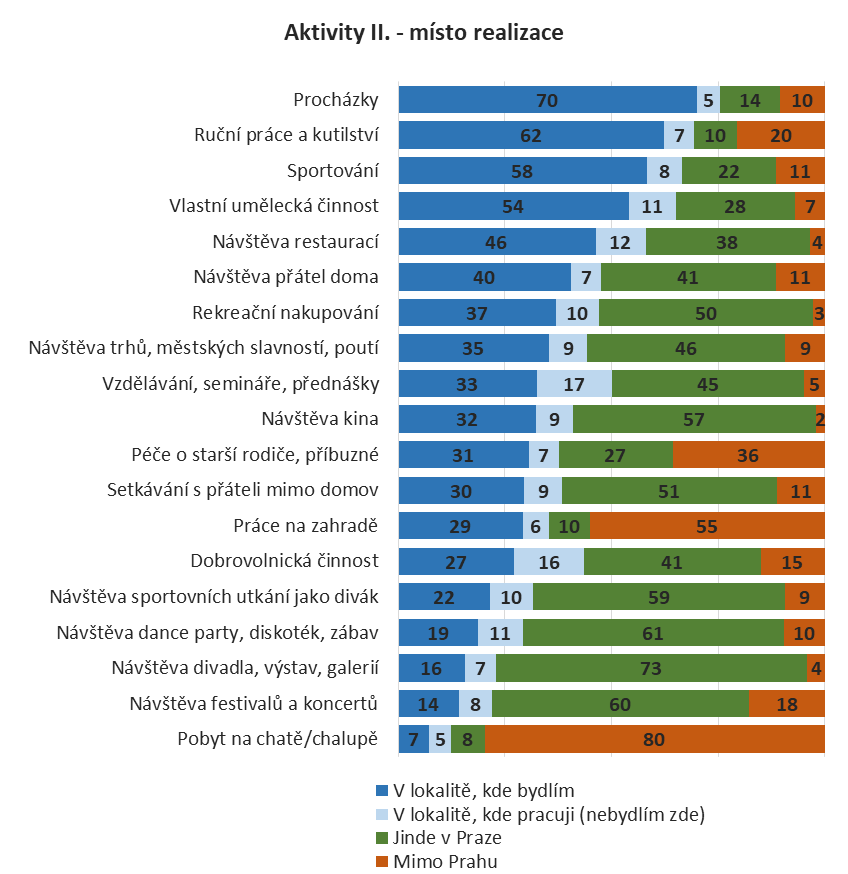 Aktivity II. - místo realizace
Procházky 70 5 14 10
Ruční práce a kutilství 62 7 10 20
Sportování 58 8 22 11
Vlastní umělecká činnost 54 11 28 7
Návštěva restaurací 46 12 38 4
Návštěva přátel doma 40 7 41 11
Rekreační nakupování 37 10 50 3
Návštěva trhů, městských slavností, poutí 35 9 46 9
Vzdělávání, semináře, přednášky 33 17 45 5
Návštěva kina 32 9 57 2
Péče o starší rodiče, příbuzné 31 7 27 36
Setkávání s přáteli mimo domov 30 9 51 11
Práce na zahradě 29 6 10 55
Dobrovolnická činnost 27 16 41 15
Návštěva sportovních utkání jako divák 22 10 59 9
Návštěva dance party, diskoték, zábav 19 11 61 10
Návštěva divadla, výstav, galerií 16 7 73 4
Návštěva festivalů a koncertů 14 8 60 18
Pobyt na chatě/chalupě 7 5 8 80
V lokalitě, kde bydlím
V lokalitě, kde pracuji (nebydlím zde)
Jinde v Praze
Mimo Prahu